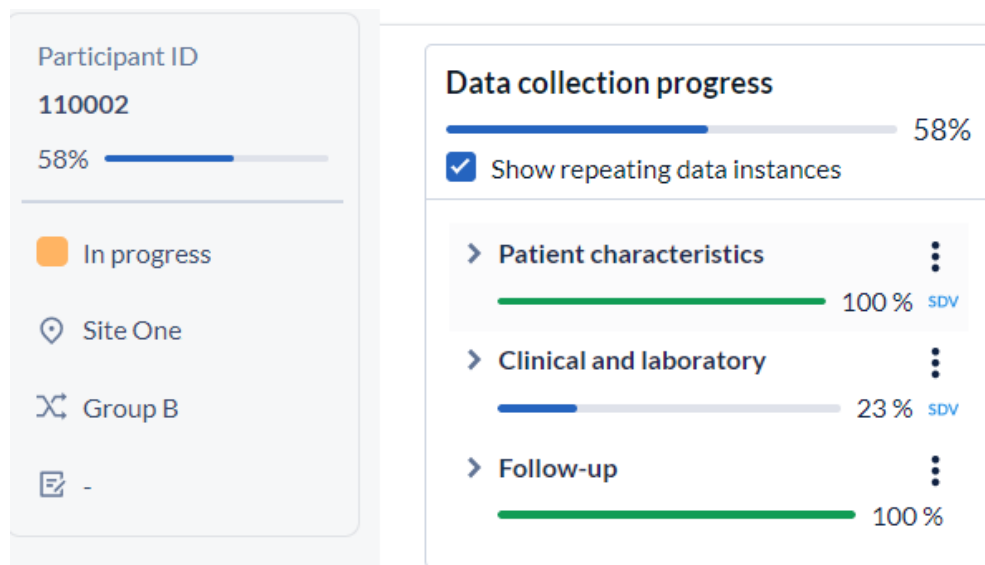 Participant ID
110002
58%
In progress
Site One
Group B
-
Data collection progress
58%
Show repeating data instances
Patient characteristics
100 % SDV
Clinical and laboratory
23 % SDV
Follow-up
100 %